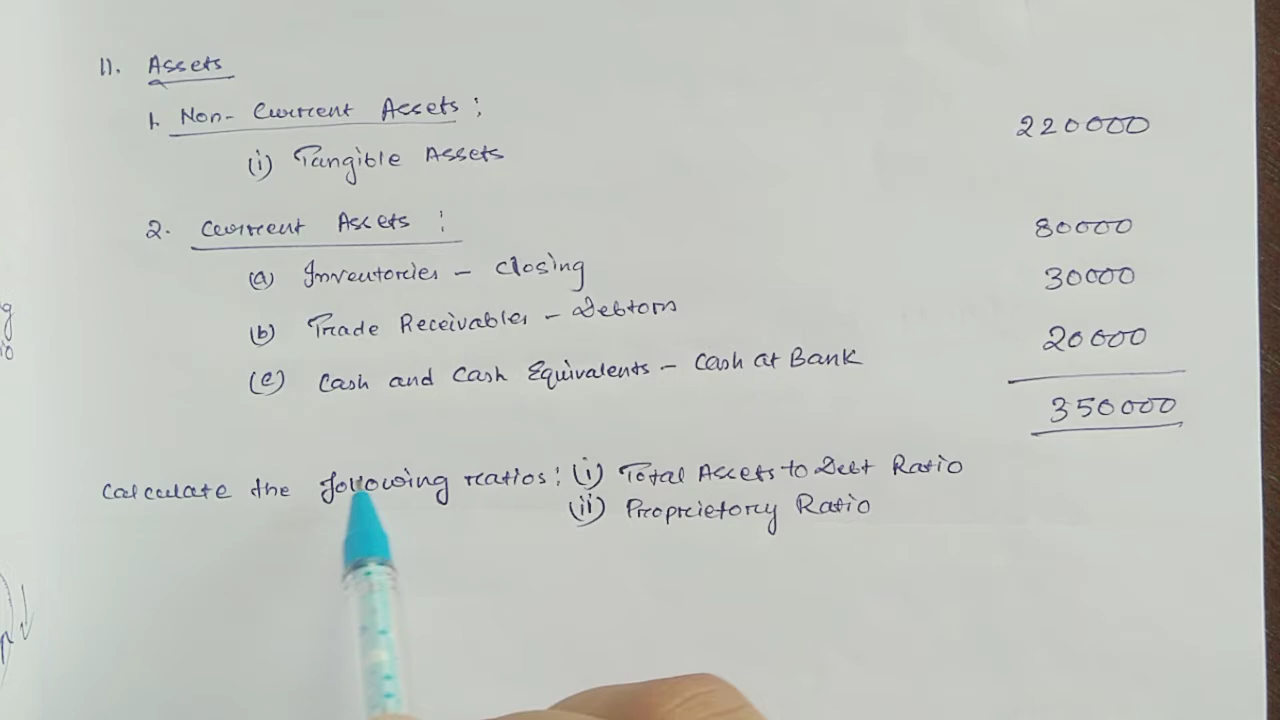 II. Assets
1. Non-Current Assets :
220000
(i) Tangible Assets
2. Current Assets :
80000
(a) Inventories - Closing
30000
(b) Trade Receivables - Debtors
20000
(c) Cash and Cash Equivalents - Cash at Bank
350000
Calculate the following ratios: (i) Total Assets to Debt Ratio
(ii) Proprietory Ratio